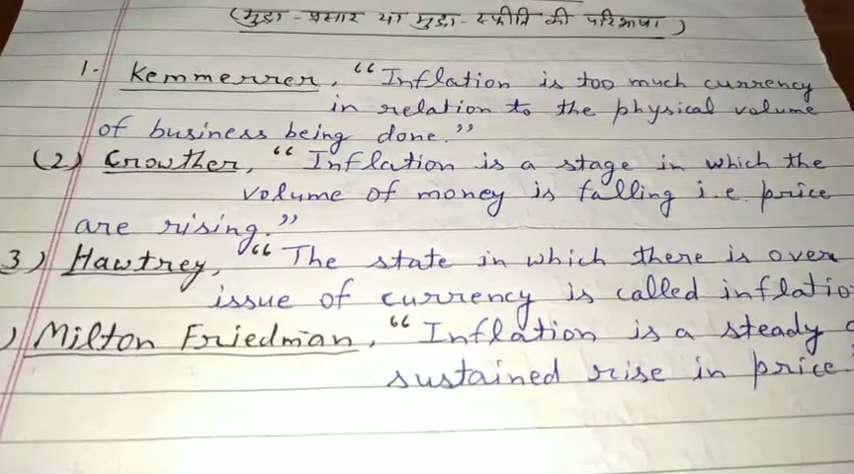 (मुद्रा - प्रसार या मुद्रा - स्फीति की परिभाषा)
1. Kemmerrer, “Inflation is too much currency
in relation to the physical volume
of business being done.”
(2) Crowther, “Inflation is a stage in which the
volume of money is falling i.e. price
are rising.”
3) Hawtrey, “The state in which there is over
issue of currency is called inflatio
) Milton Friedman, “Inflation is a steady
sustained rise in price.”